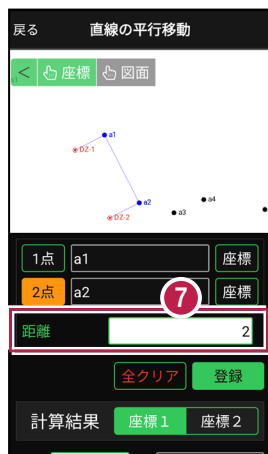 戻る 直線の平行移動
< 座標 図面
a1
DZ-1
a2
a4
a3
DZ-2
1点 a1 座標
2点 a2 座標
7
距離 2
全クリア 登録
計算結果 座標1 座標2